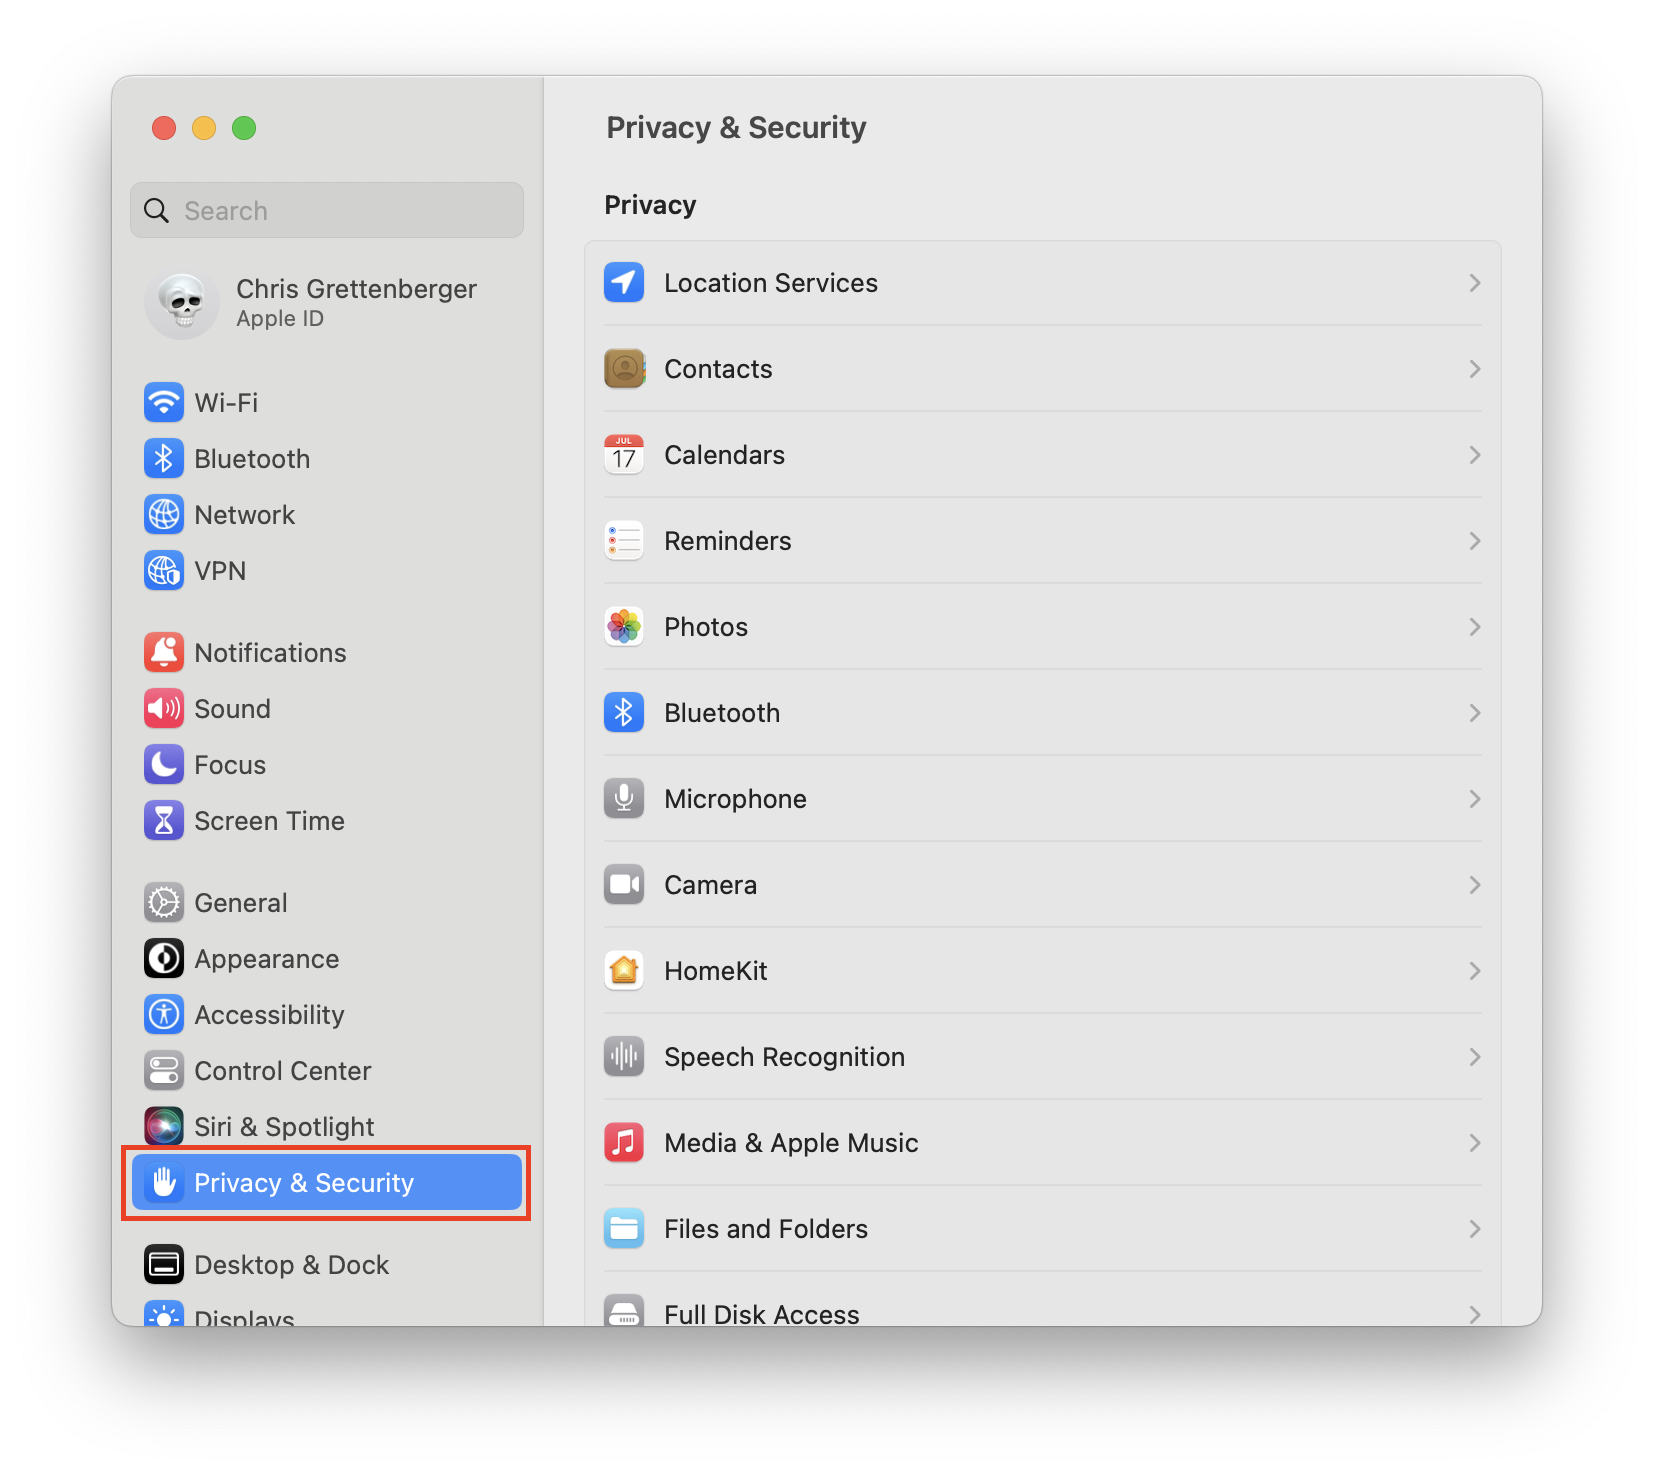 Privacy & Security
Search
Chris Grettenberger
Apple ID
Wi-Fi
Bluetooth
Network
VPN
Notifications
Sound
Focus
Screen Time
General
Appearance
Accessibility
Control Center
Siri & Spotlight
Privacy & Security
Desktop & Dock
Displays
Privacy
Location Services
Contacts
JUL
17
Calendars
Reminders
Photos
Bluetooth
Microphone
Camera
HomeKit
Speech Recognition
Media & Apple Music
Files and Folders
Full Disk Access